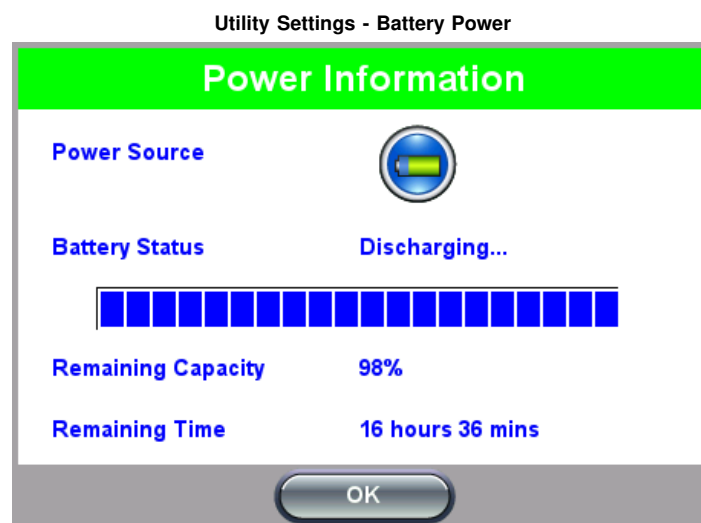 Utility Settings - Battery Power
Power Information
Power Source
Battery Status Discharging...
Remaining Capacity 98%
Remaining Time 16 hours 36 mins
OK